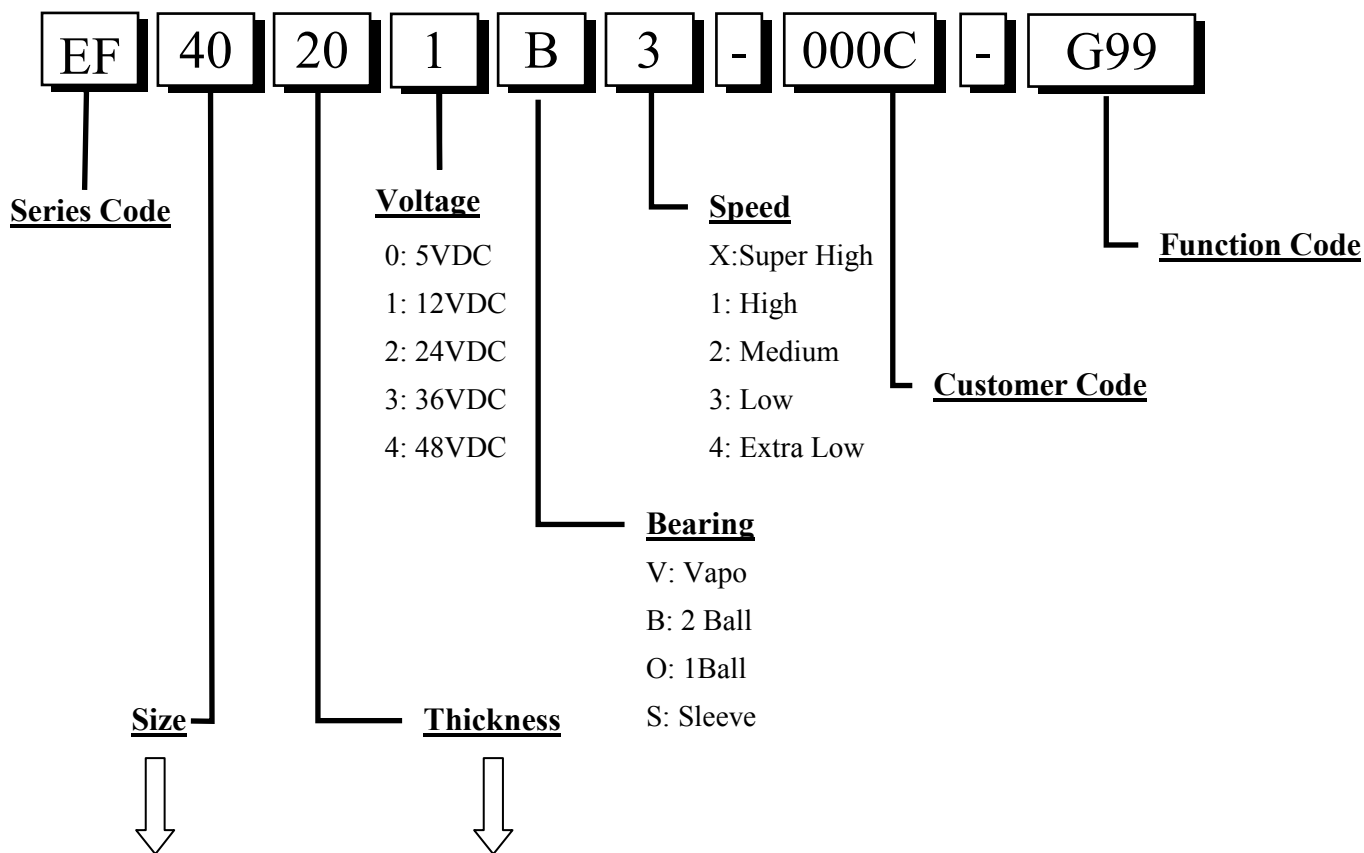 EF 40 20 1 B 3 - 000C - G99
Series Code
Voltage
0: 5VDC
1: 12VDC
2: 24VDC
3: 36VDC
4: 48VDC
Speed
X:Super High
1: High
2: Medium
3: Low
4: Extra Low
Function Code
Customer Code
Bearing
V: Vapo
B: 2 Ball
O: 1Ball
S: Sleeve
Size
Thickness